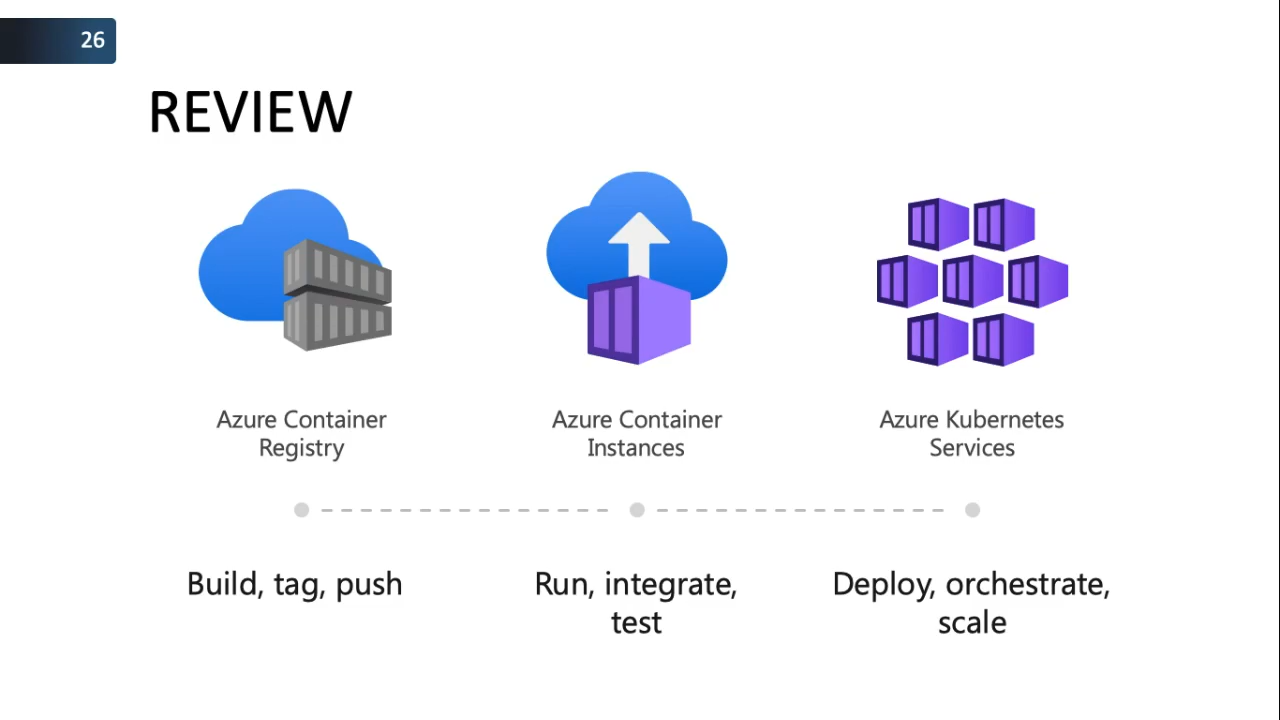 26
REVIEW
Azure Container
Registry
Azure Container
Instances
Azure Kubernetes
Services
Build, tag, push
Run, integrate,
test
Deploy, orchestrate,
scale